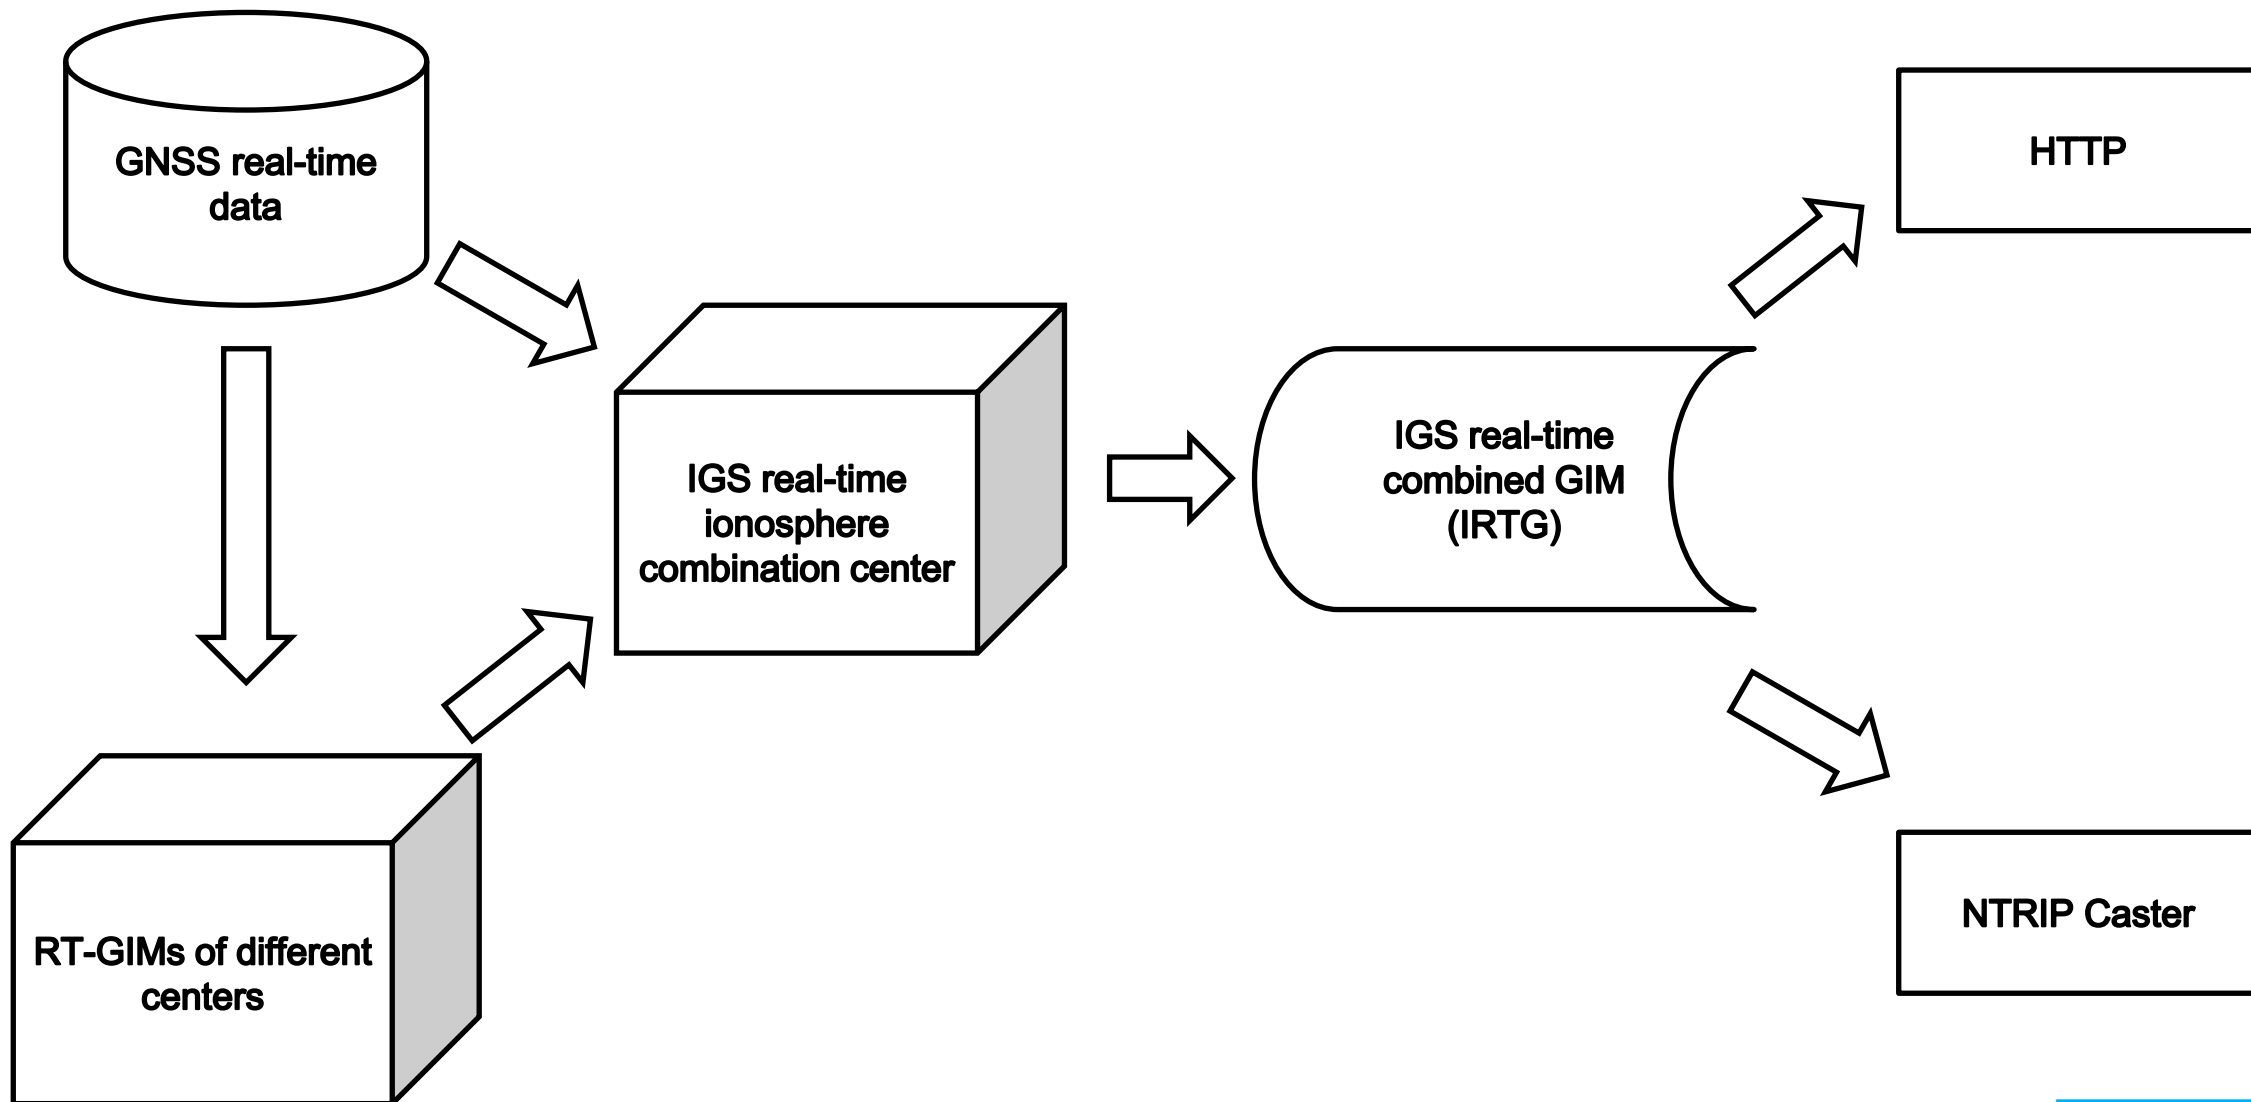 GNSS real-time
data
HTTP
IGS real-time
ionosphere
combination center
IGS real-time
combined GIM
(IRTG)
RT-GIMs of different
centers
NTRIP Caster